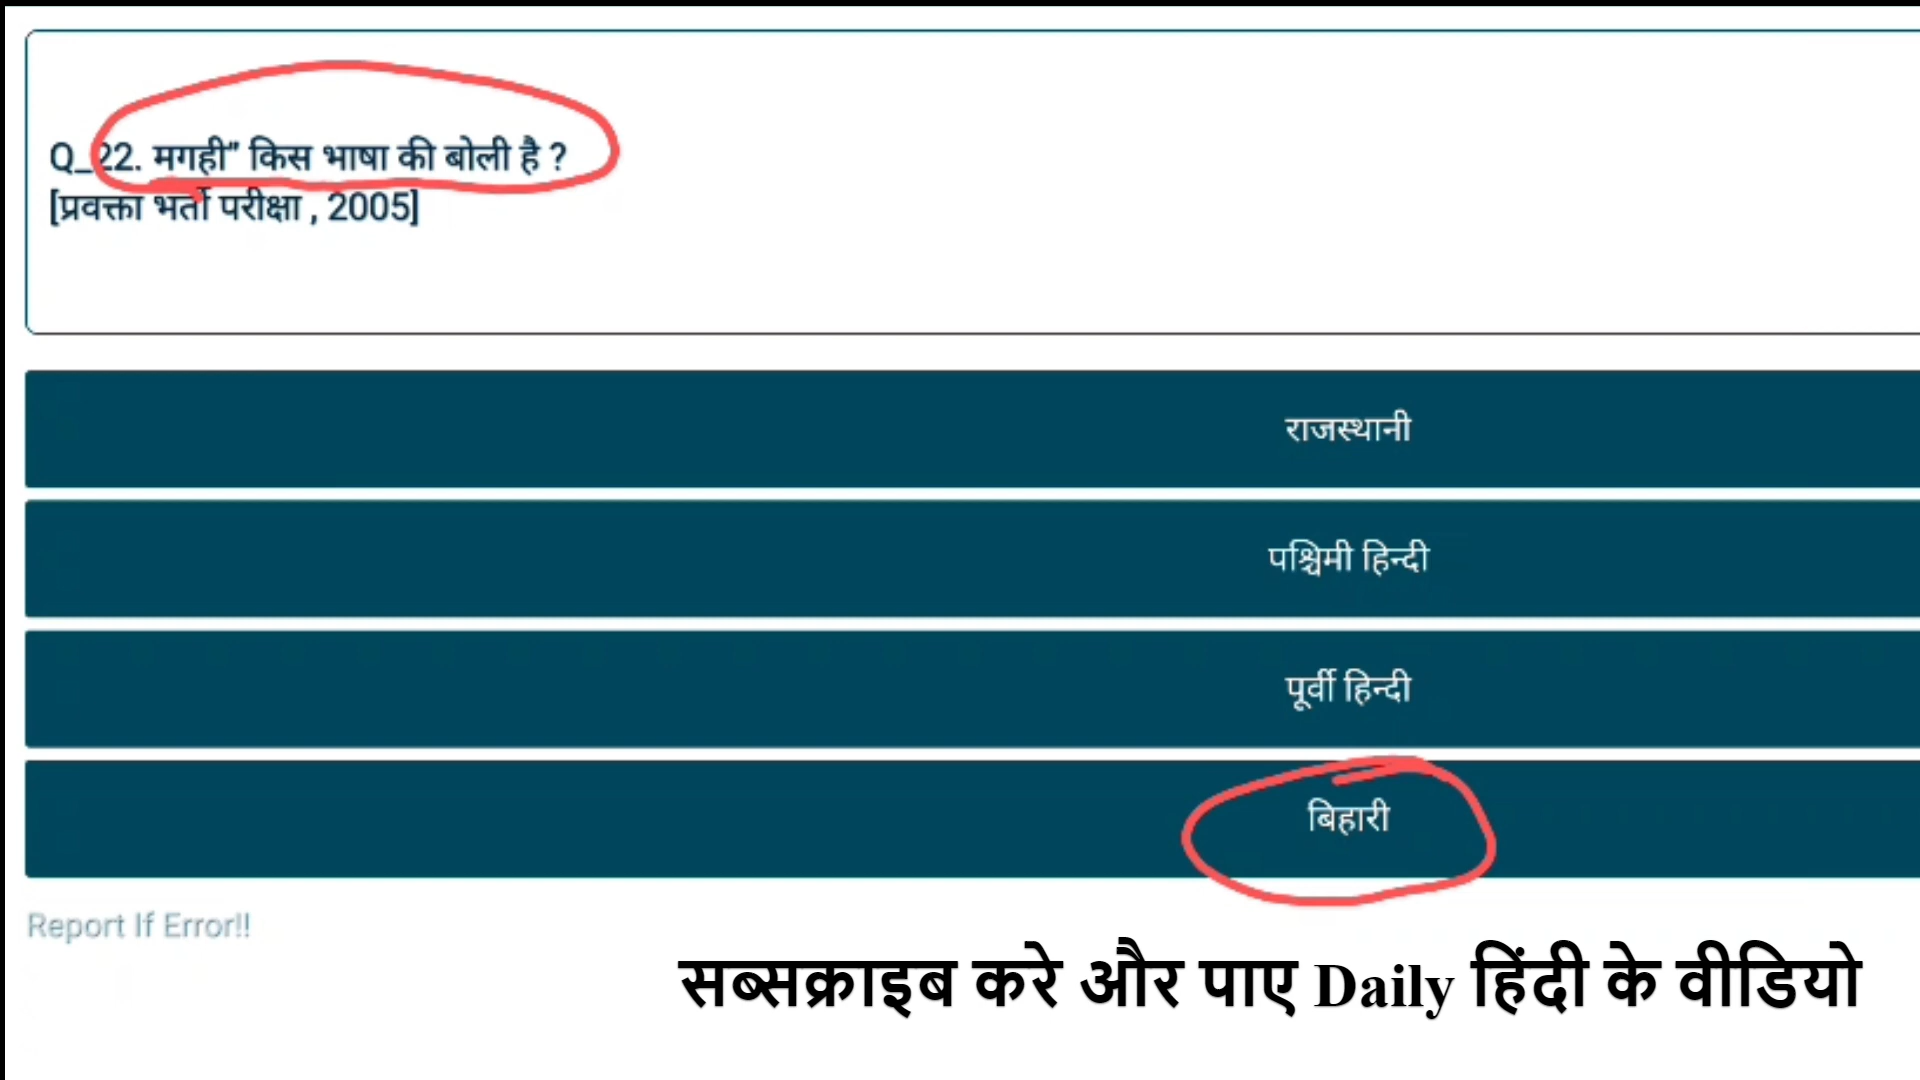 Q_22. मगही" किस भाषा की बोली है ?
[प्रवक्ता भर्ती परीक्षा , 2005]
राजस्थानी
पश्चिमी हिन्दी
पूर्वी हिन्दी
बिहारी
Report If Error!!
सब्सक्राइब करे और पाए Daily हिंदी के वीडियो